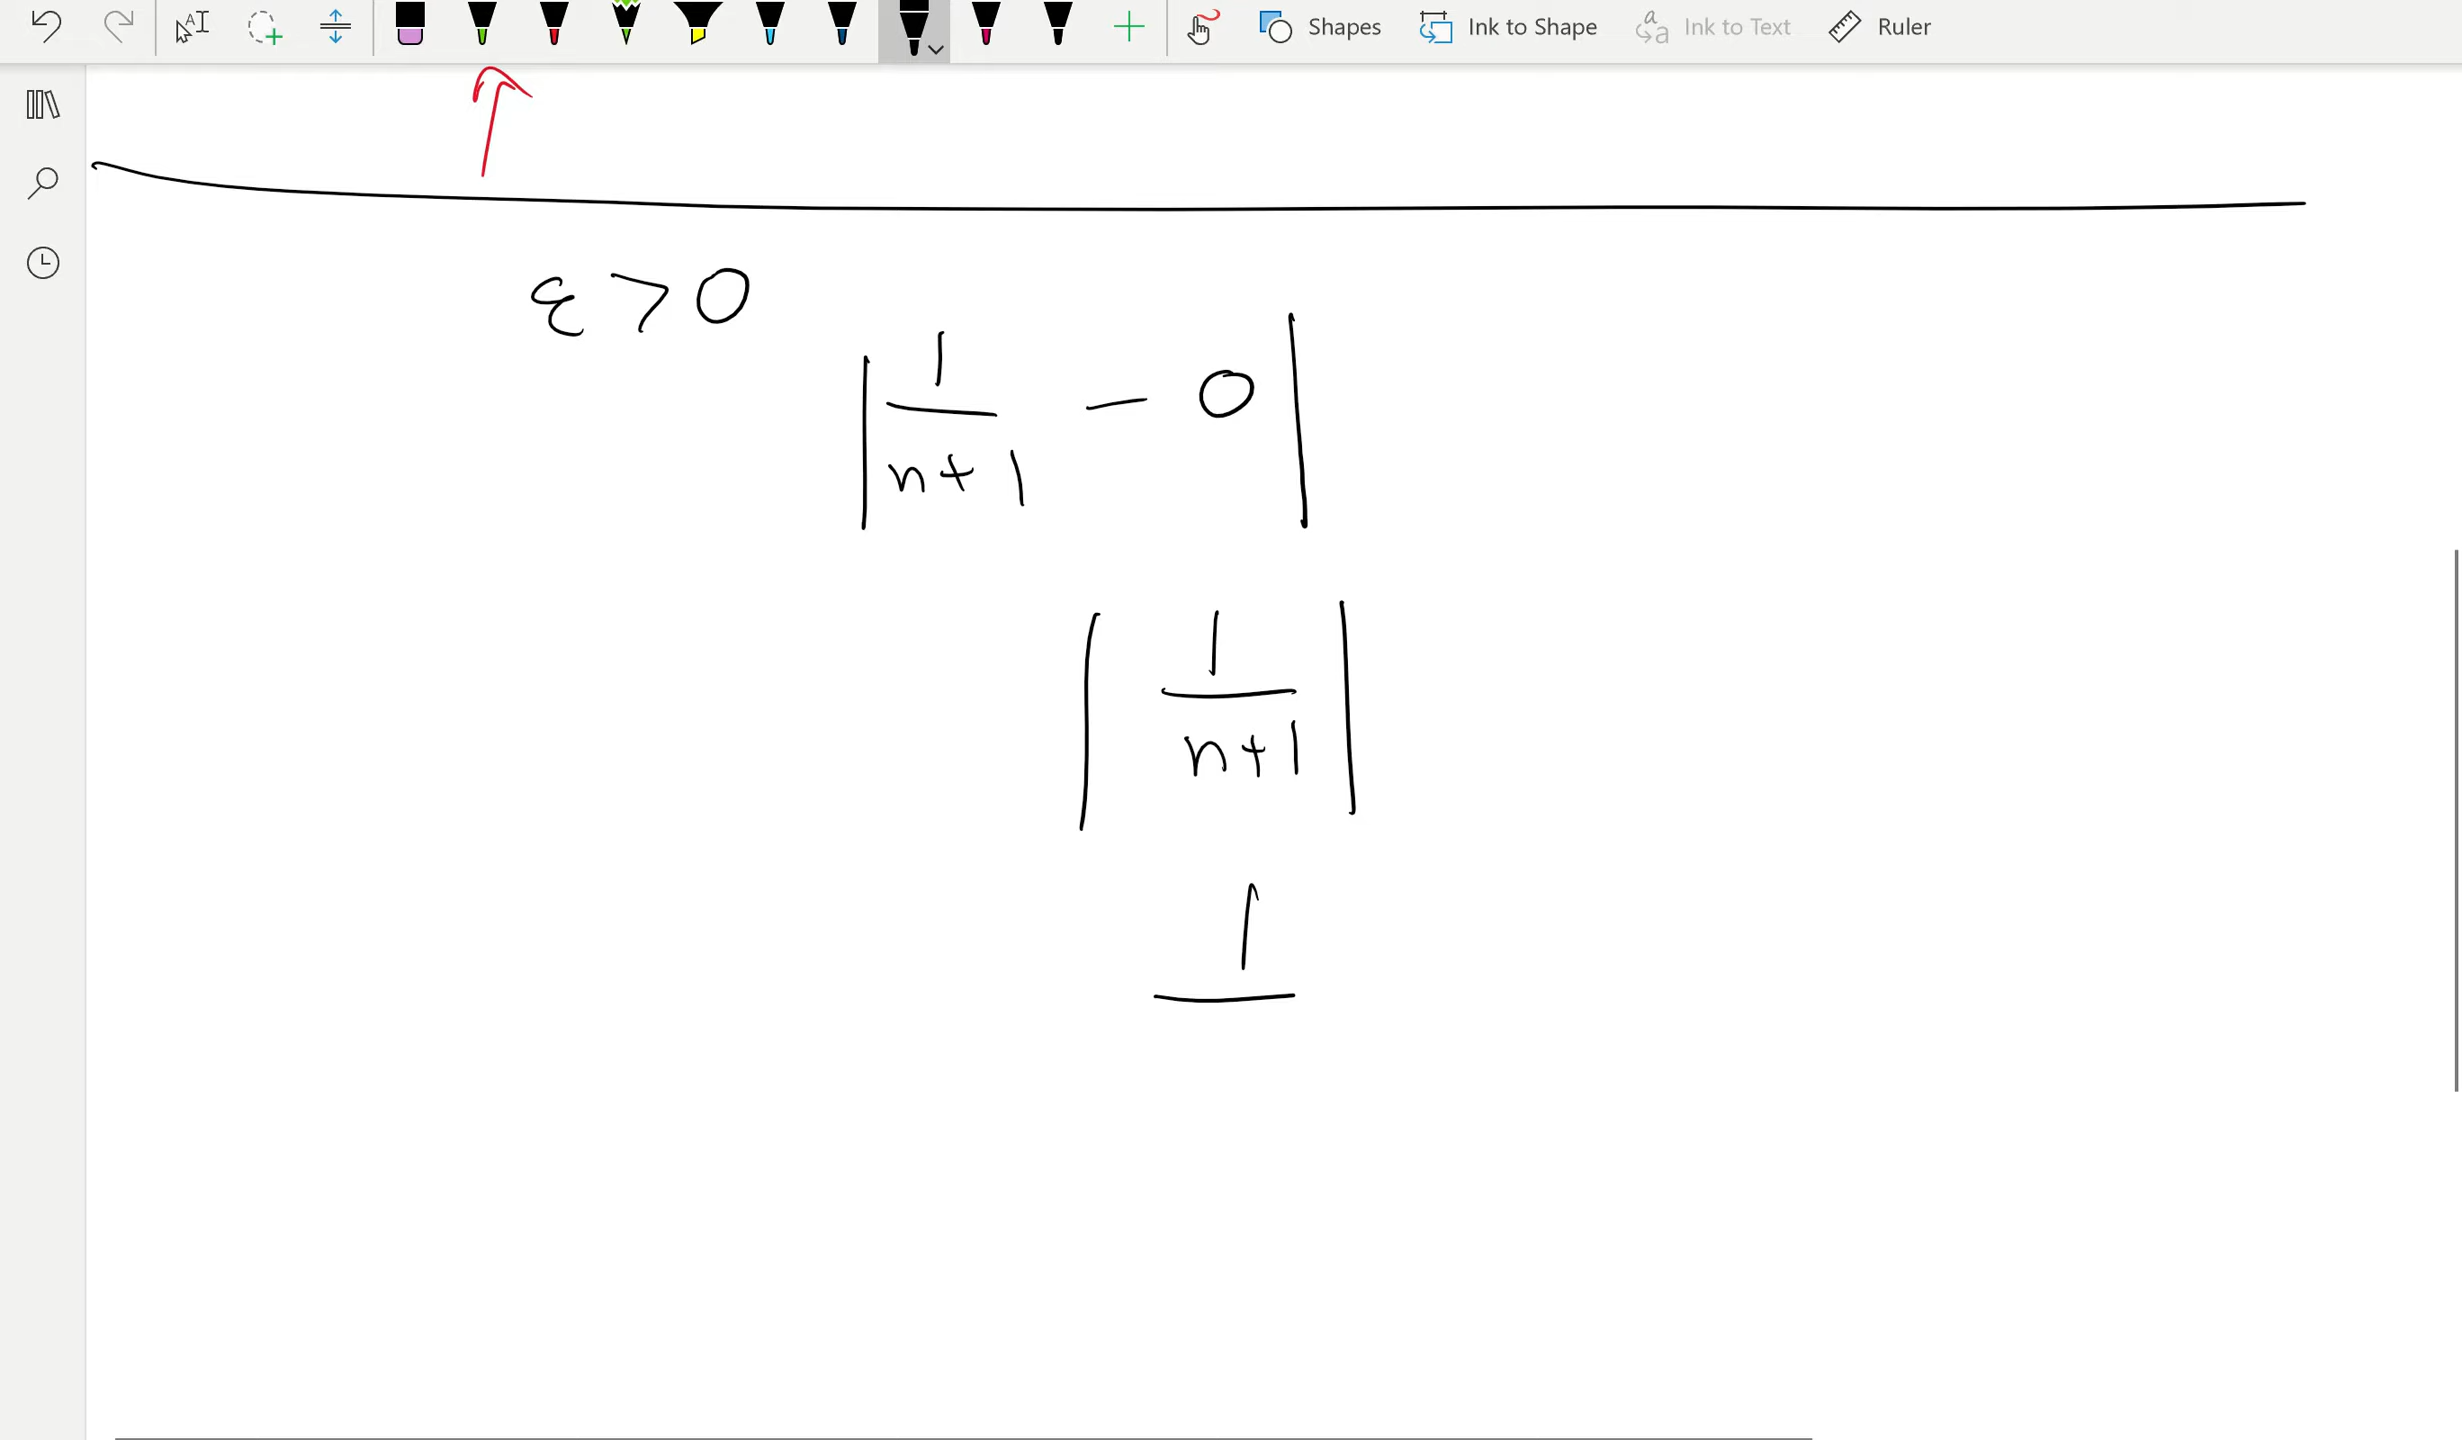 Shapes Ink to Shape Ink to Text Ruler
ε > 0
| 1/(n+1) - 0 |
| 1/(n+1) |
1/